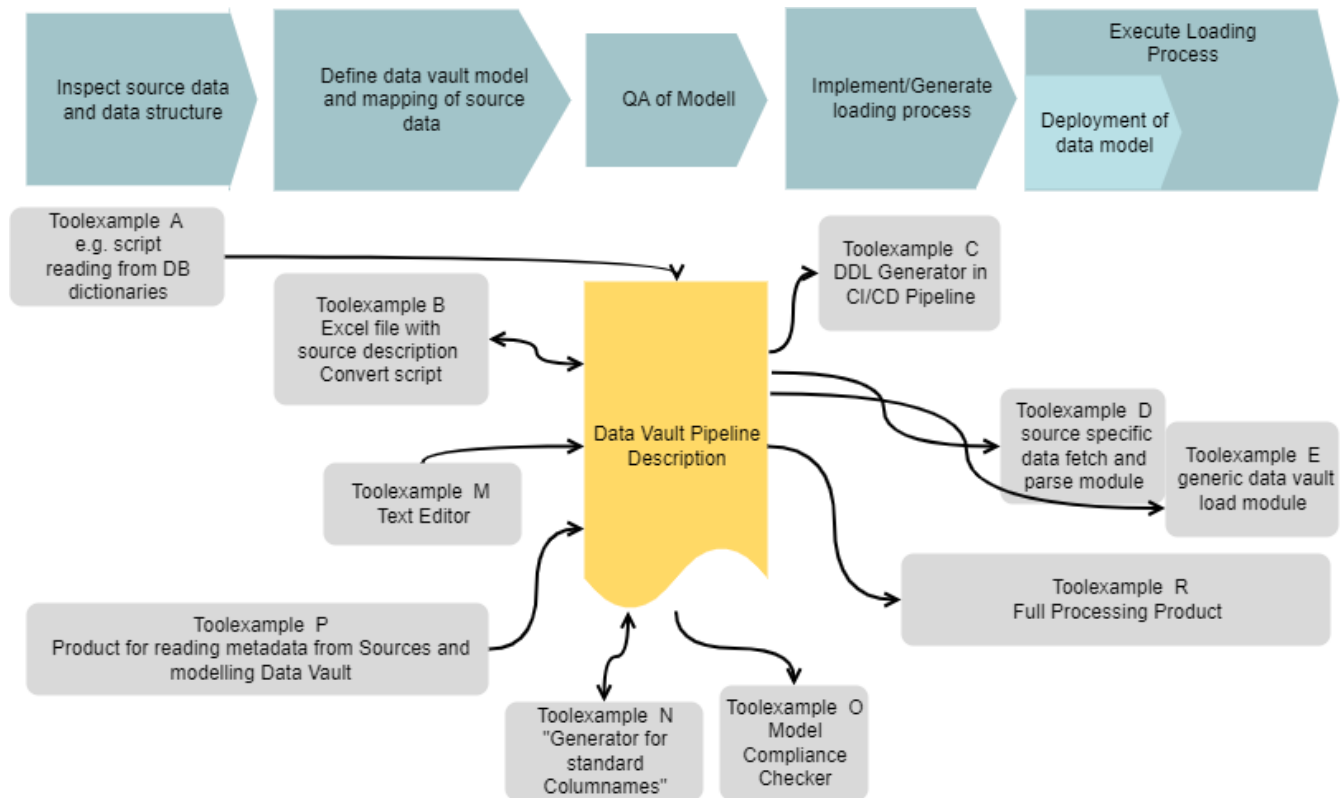 Inspect source data
and data structure
Define data vault model
and mapping of source
data
QA of Modell
Implement/Generate
loading process
Execute Loading
Process
Deployment of
data model
Toolexample A
e.g. script
reading from DB
dictionaries
Toolexample B
Excel file with
source description
Convert script
Toolexample M
Text Editor
Toolexample P
Product for reading metadata from Sources and
modelling Data Vault
Data Vault Pipeline
Description
Toolexample N
"Generator for
standard
Columnames"
Toolexample O
Model
Compliance
Checker
Toolexample C
DDL Generator in
CI/CD Pipeline
Toolexample D
source specific
data fetch and
parse module
Toolexample E
generic data vault
load module
Toolexample R
Full Processing Product